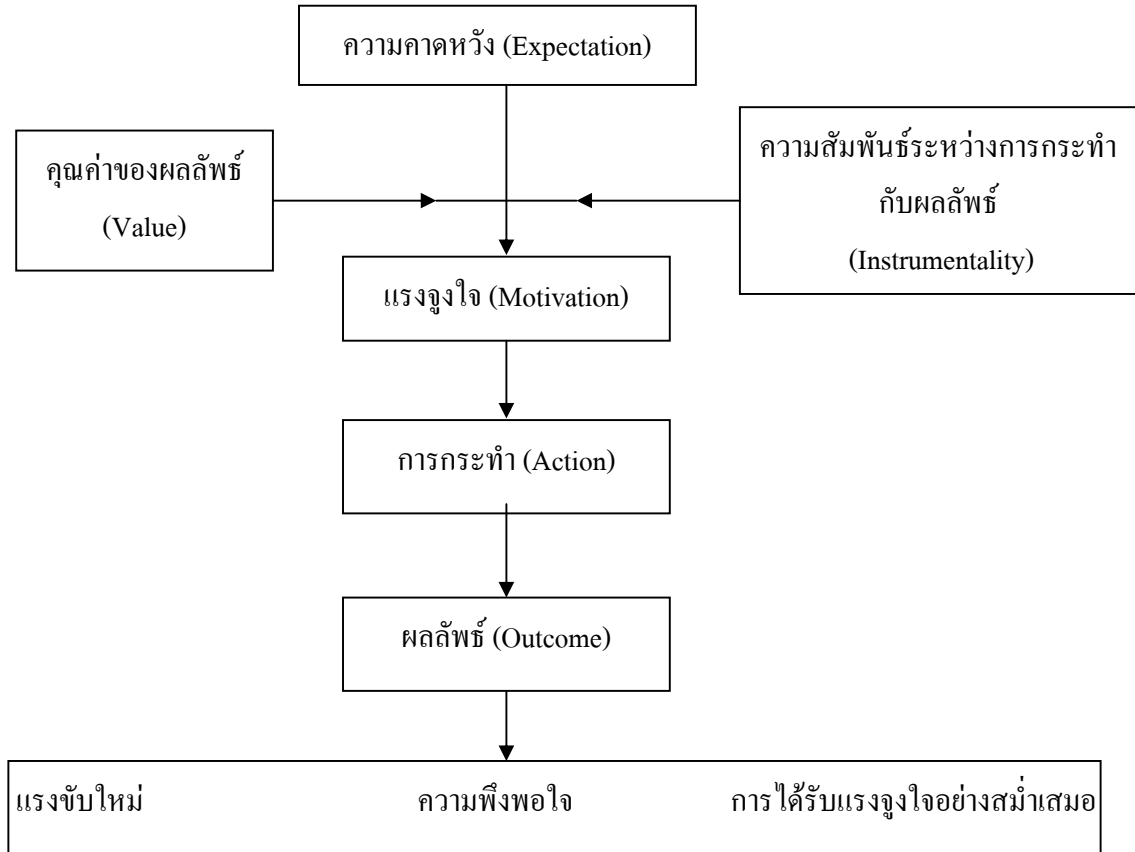 ความคาดหวัง (Expectation)
คุณค่าของผลลัพธ์
(Value)
ความสัมพันธ์ระหว่างการกระทำ
กับผลลัพธ์
(Instrumentality)
แรงจูงใจ (Motivation)
การกระทำ (Action)
ผลลัพธ์ (Outcome)
แรงขับใหม่ ความพึงพอใจ การได้รับแรงจูงใจอย่างสม่ำเสมอ